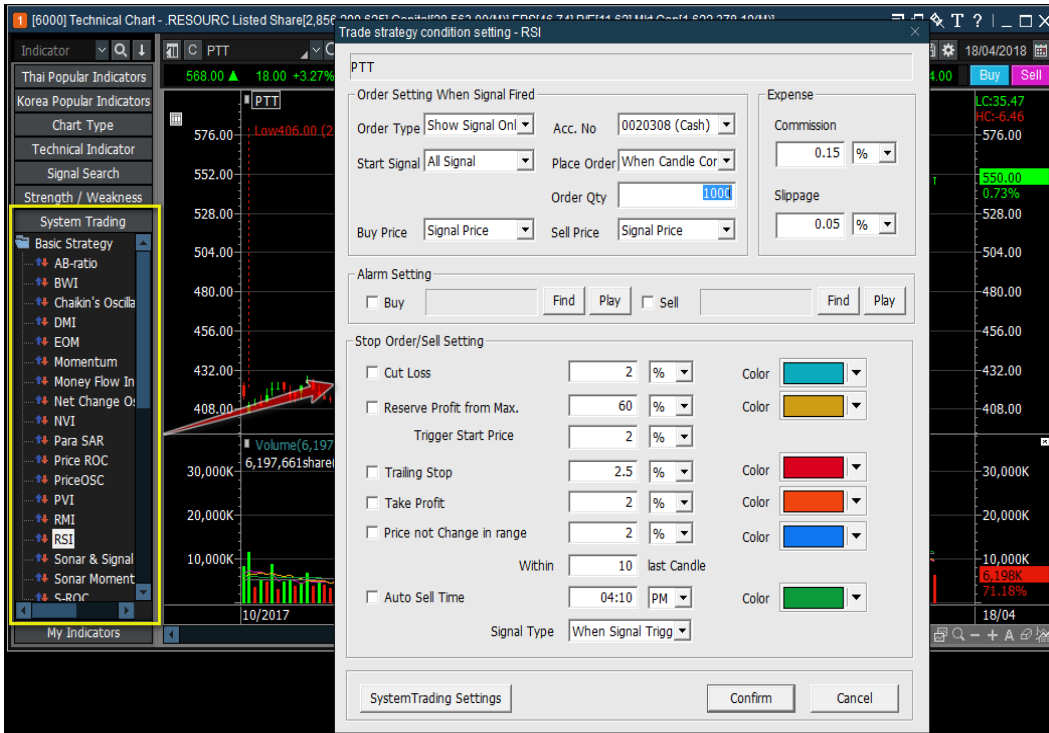 1 [6000] Technical Chart - .RESOURC Listed Share[2,856
Trade strategy condition setting - RSI
T ?
Indicator
C PTT
18/04/2018
Thai Popular Indicators
Korea Popular Indicators
Chart Type
Technical Indicator
Signal Search
Strength / Weakness
System Trading
Basic Strategy
AB-ratio
BWI
Chaikin's Oscilla
DMI
EOM
Momentum
Money Flow In
Net Change O
NVI
Para SAR
Price ROC
PriceOSC
PVI
RMI
RSI
Sonar & Signal
Sonar Moment
S-ROC
My Indicators
568.00 ▲ 18.00 +3.27%
PTT
Low406.00 (2
576.00
552.00
528.00
504.00
480.00
456.00
432.00
408.00
Volume(6,197
6,197,661share
30,000K
20,000K
10,000K
10/2017
PTT
Order Setting When Signal Fired
Order Type Show Signal Onl Acc. No 0020308 (Cash)
Start Signal All Signal Place Order When Candle Cor
Order Qty 1000
Buy Price Signal Price Sell Price Signal Price
Expense
Commission
0.15 %
Slippage
0.05 %
Alarm Setting
Buy Find Play Sell Find Play
Stop Order/Sell Setting
Cut Loss 2 % Color
Reserve Profit from Max. 60 % Color
Trigger Start Price 2 %
Trailing Stop 2.5 % Color
Take Profit 2 % Color
Price not Change in range 2 % Color
Within 10 last Candle
Auto Sell Time 04:10 PM Color
Signal Type When Signal Trigg
SystemTrading Settings Confirm Cancel
4.00 Buy Sell
LC:35.47
HC:-6.46
576.00
550.00
0.73%
528.00
504.00
480.00
456.00
432.00
408.00
30,000K
20,000K
10,000K
6,198K
71.18%
18/04
A